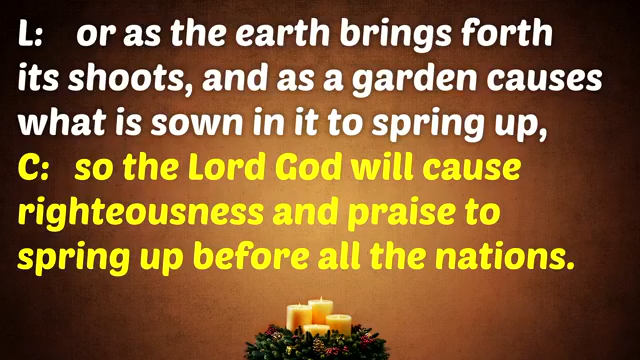 L: or as the earth brings forth
its shoots, and as a garden causes
what is sown in it to spring up,
C: so the Lord God will cause
righteousness and praise to
spring up before all the nations.